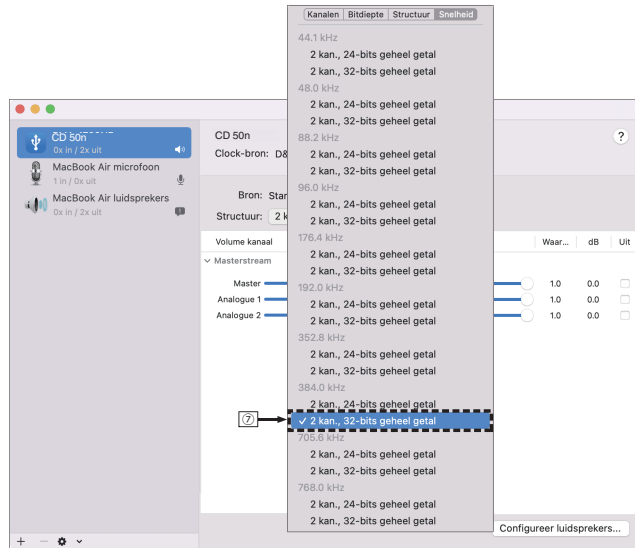 Kanalen Bitdiepte Structuur Snelheid
44.1 kHz
2 kan., 24-bits geheel getal
2 kan., 32-bits geheel getal
48.0 kHz
2 kan., 24-bits geheel getal
2 kan., 32-bits geheel getal
88.2 kHz
2 kan., 24-bits geheel getal
2 kan., 32-bits geheel getal
96.0 kHz
2 kan., 24-bits geheel getal
2 kan., 32-bits geheel getal
176.4 kHz
2 kan., 24-bits geheel getal
2 kan., 32-bits geheel getal
192.0 kHz
2 kan., 24-bits geheel getal
2 kan., 32-bits geheel getal
352.8 kHz
2 kan., 24-bits geheel getal
2 kan., 32-bits geheel getal
384.0 kHz
2 kan., 24-bits geheel getal
⑦
✓ 2 kan., 32-bits geheel getal
705.6 kHz
2 kan., 24-bits geheel getal
2 kan., 32-bits geheel getal
768.0 kHz
2 kan., 24-bits geheel getal
2 kan., 32-bits geheel getal
CD 50n
0x in / 2x uit
MacBook Air microfoon
1 in / 0x uit
MacBook Air luidsprekers
0x in / 2x uit
CD 50n
?
Clock-bron: D&
Bron: Star
Structuur: 2 k
Volume kanaal Waar... dB Uit
Masterstream
Master 1.0 0.0
Analogue 1 1.0 0.0
Analogue 2 1.0 0.0
Configureer luidsprekers...